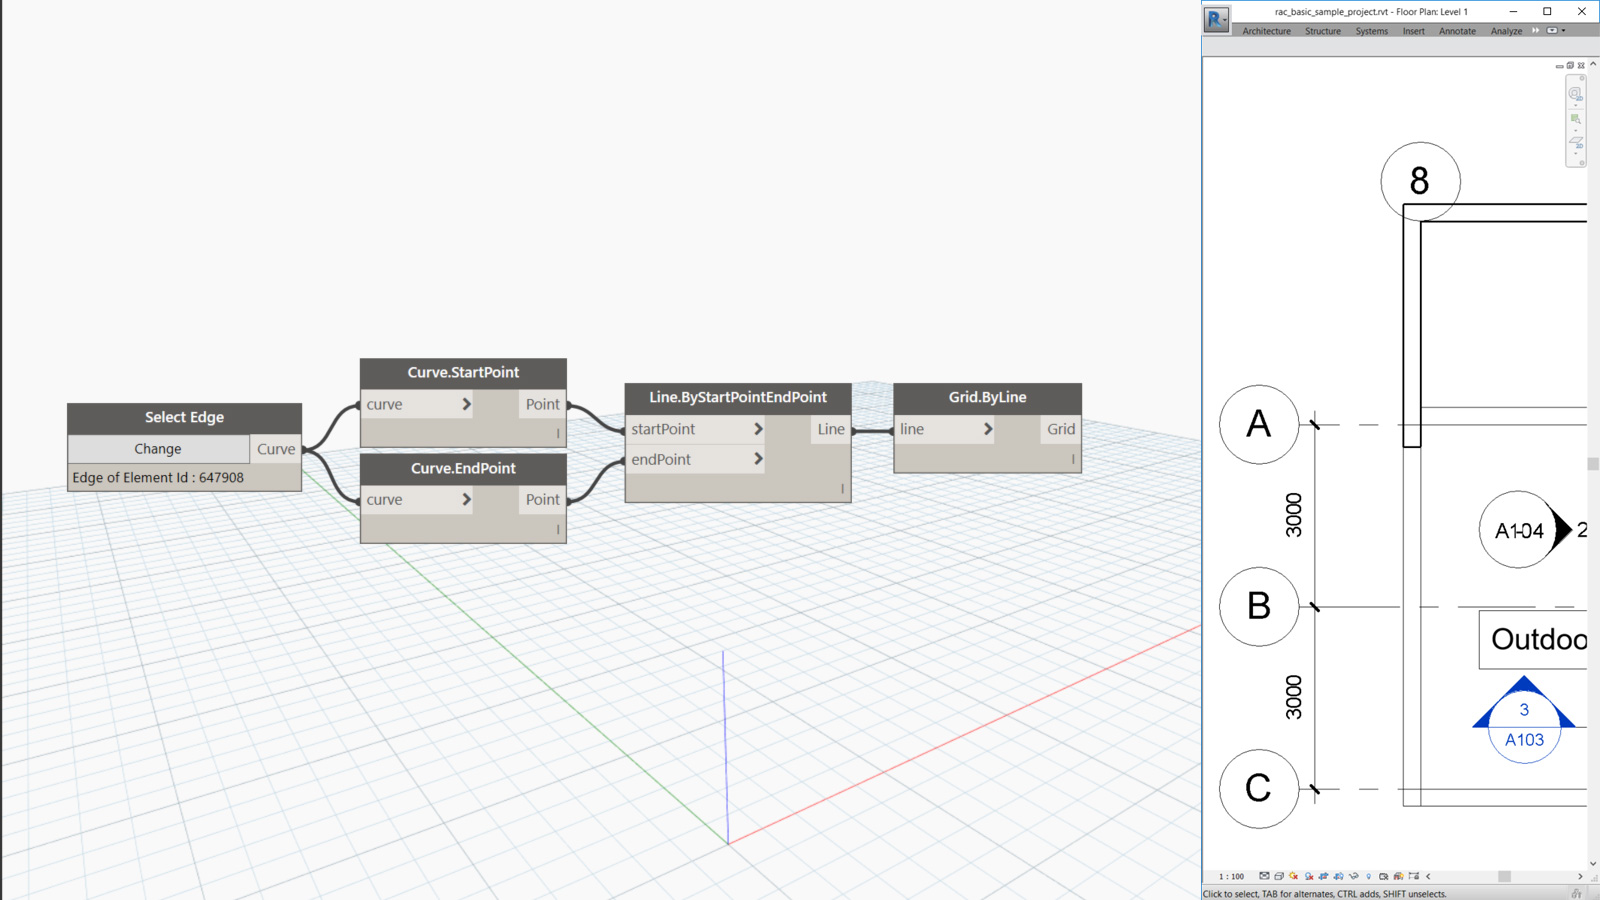 Select Edge
Change
Curve
Edge of Element Id : 647908
Curve.StartPoint
curve
Point
Curve.EndPoint
curve
Point
Line.ByStartPointEndPoint
startPoint
Line
endPoint
Grid.ByLine
line
Grid
rac_basic_sample_project.rvt - Floor Plan: Level 1
Architecture Structure Systems Insert Annotate Analyze
8
A
3000
A104
2
B
Outdoo
3000
3
A103
C
1 : 100
Click to select, TAB for alternates, CTRL adds, SHIFT unselects.